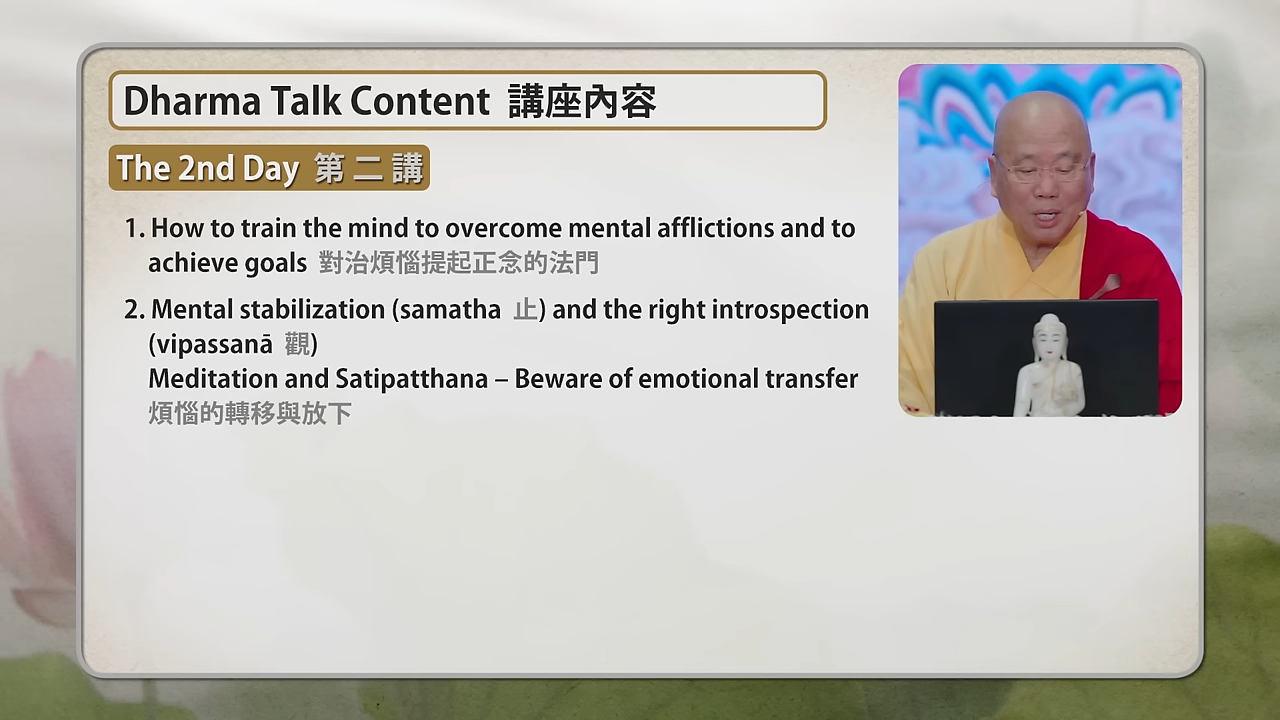 Dharma Talk Content 講座內容
The 2nd Day 第二講
1. How to train the mind to overcome mental afflictions and to
achieve goals 對治煩惱提起正念的法門
2. Mental stabilization (samatha 止) and the right introspection
(vipassanā 觀)
Meditation and Satipatthana – Beware of emotional transfer
煩惱的轉移與放下